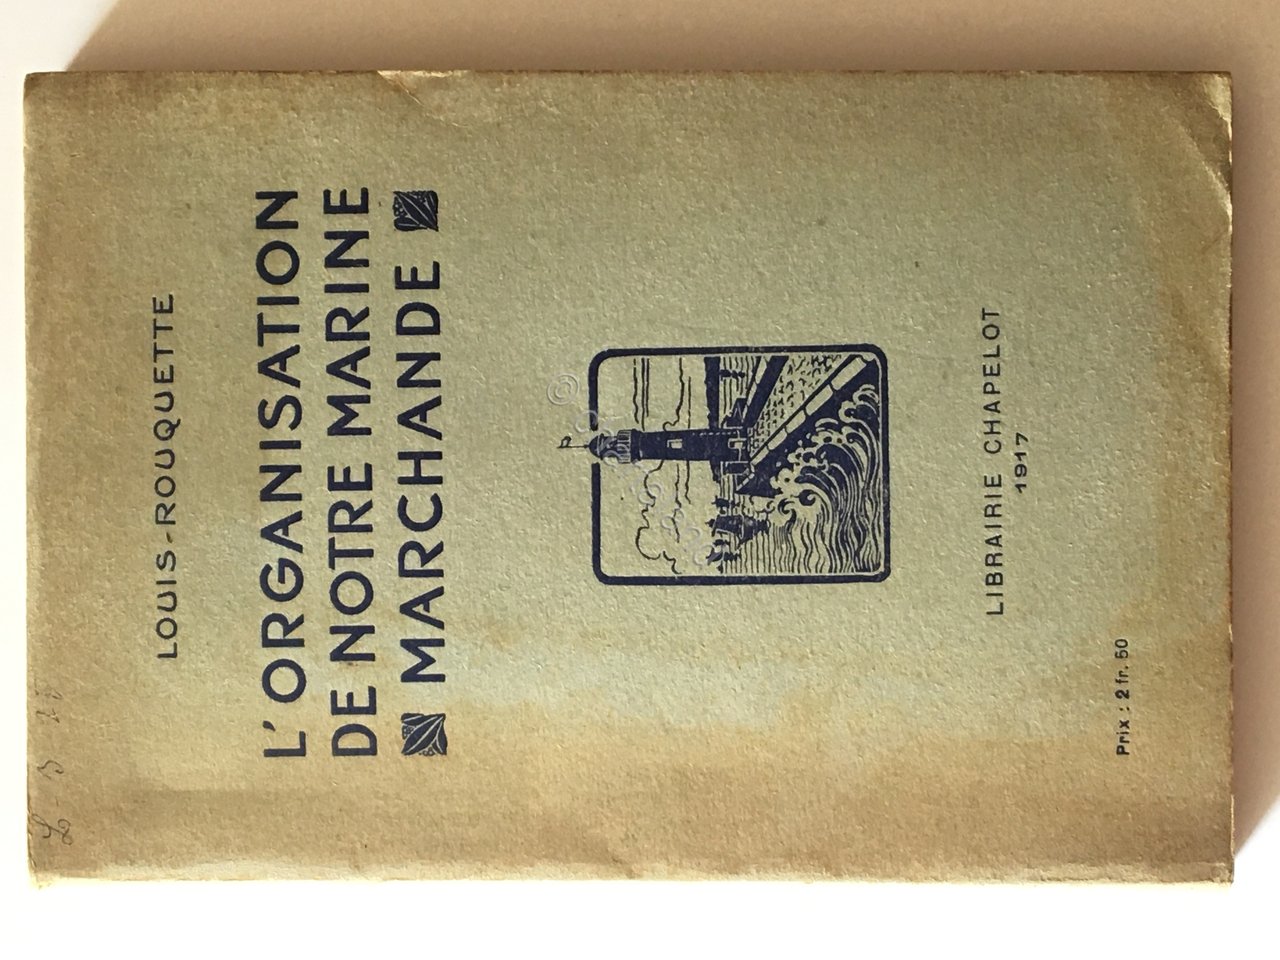 LOUIS-ROUQUETTE
L'ORGANISATION
DE NOTRE MARINE
MARCHANDE
LIBRAIRIE CHAPELOT
1917
Prix : 2 fr. 50